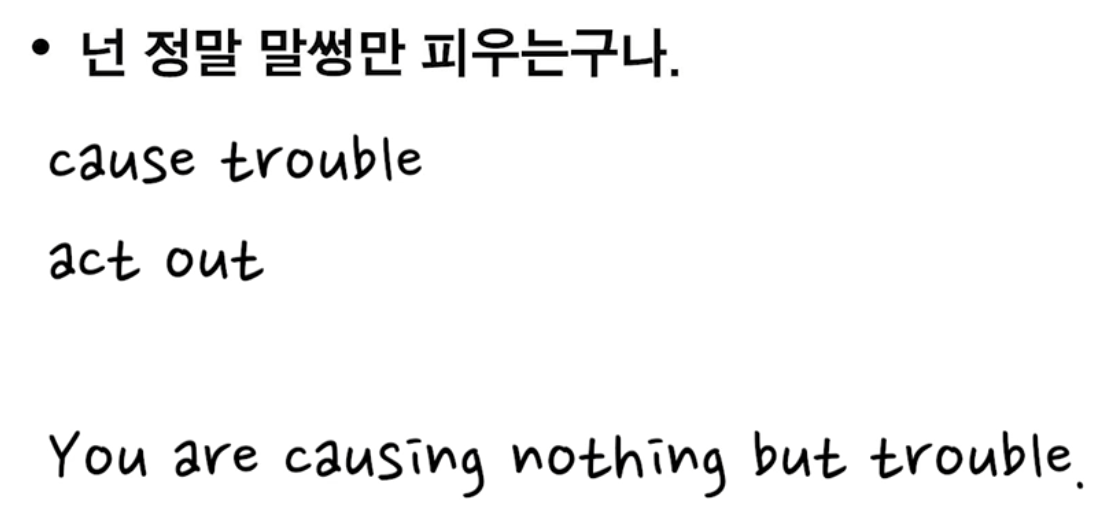 • 넌 정말 말썽만 피우는구나.
cause trouble
act out
You are causing nothing but trouble.